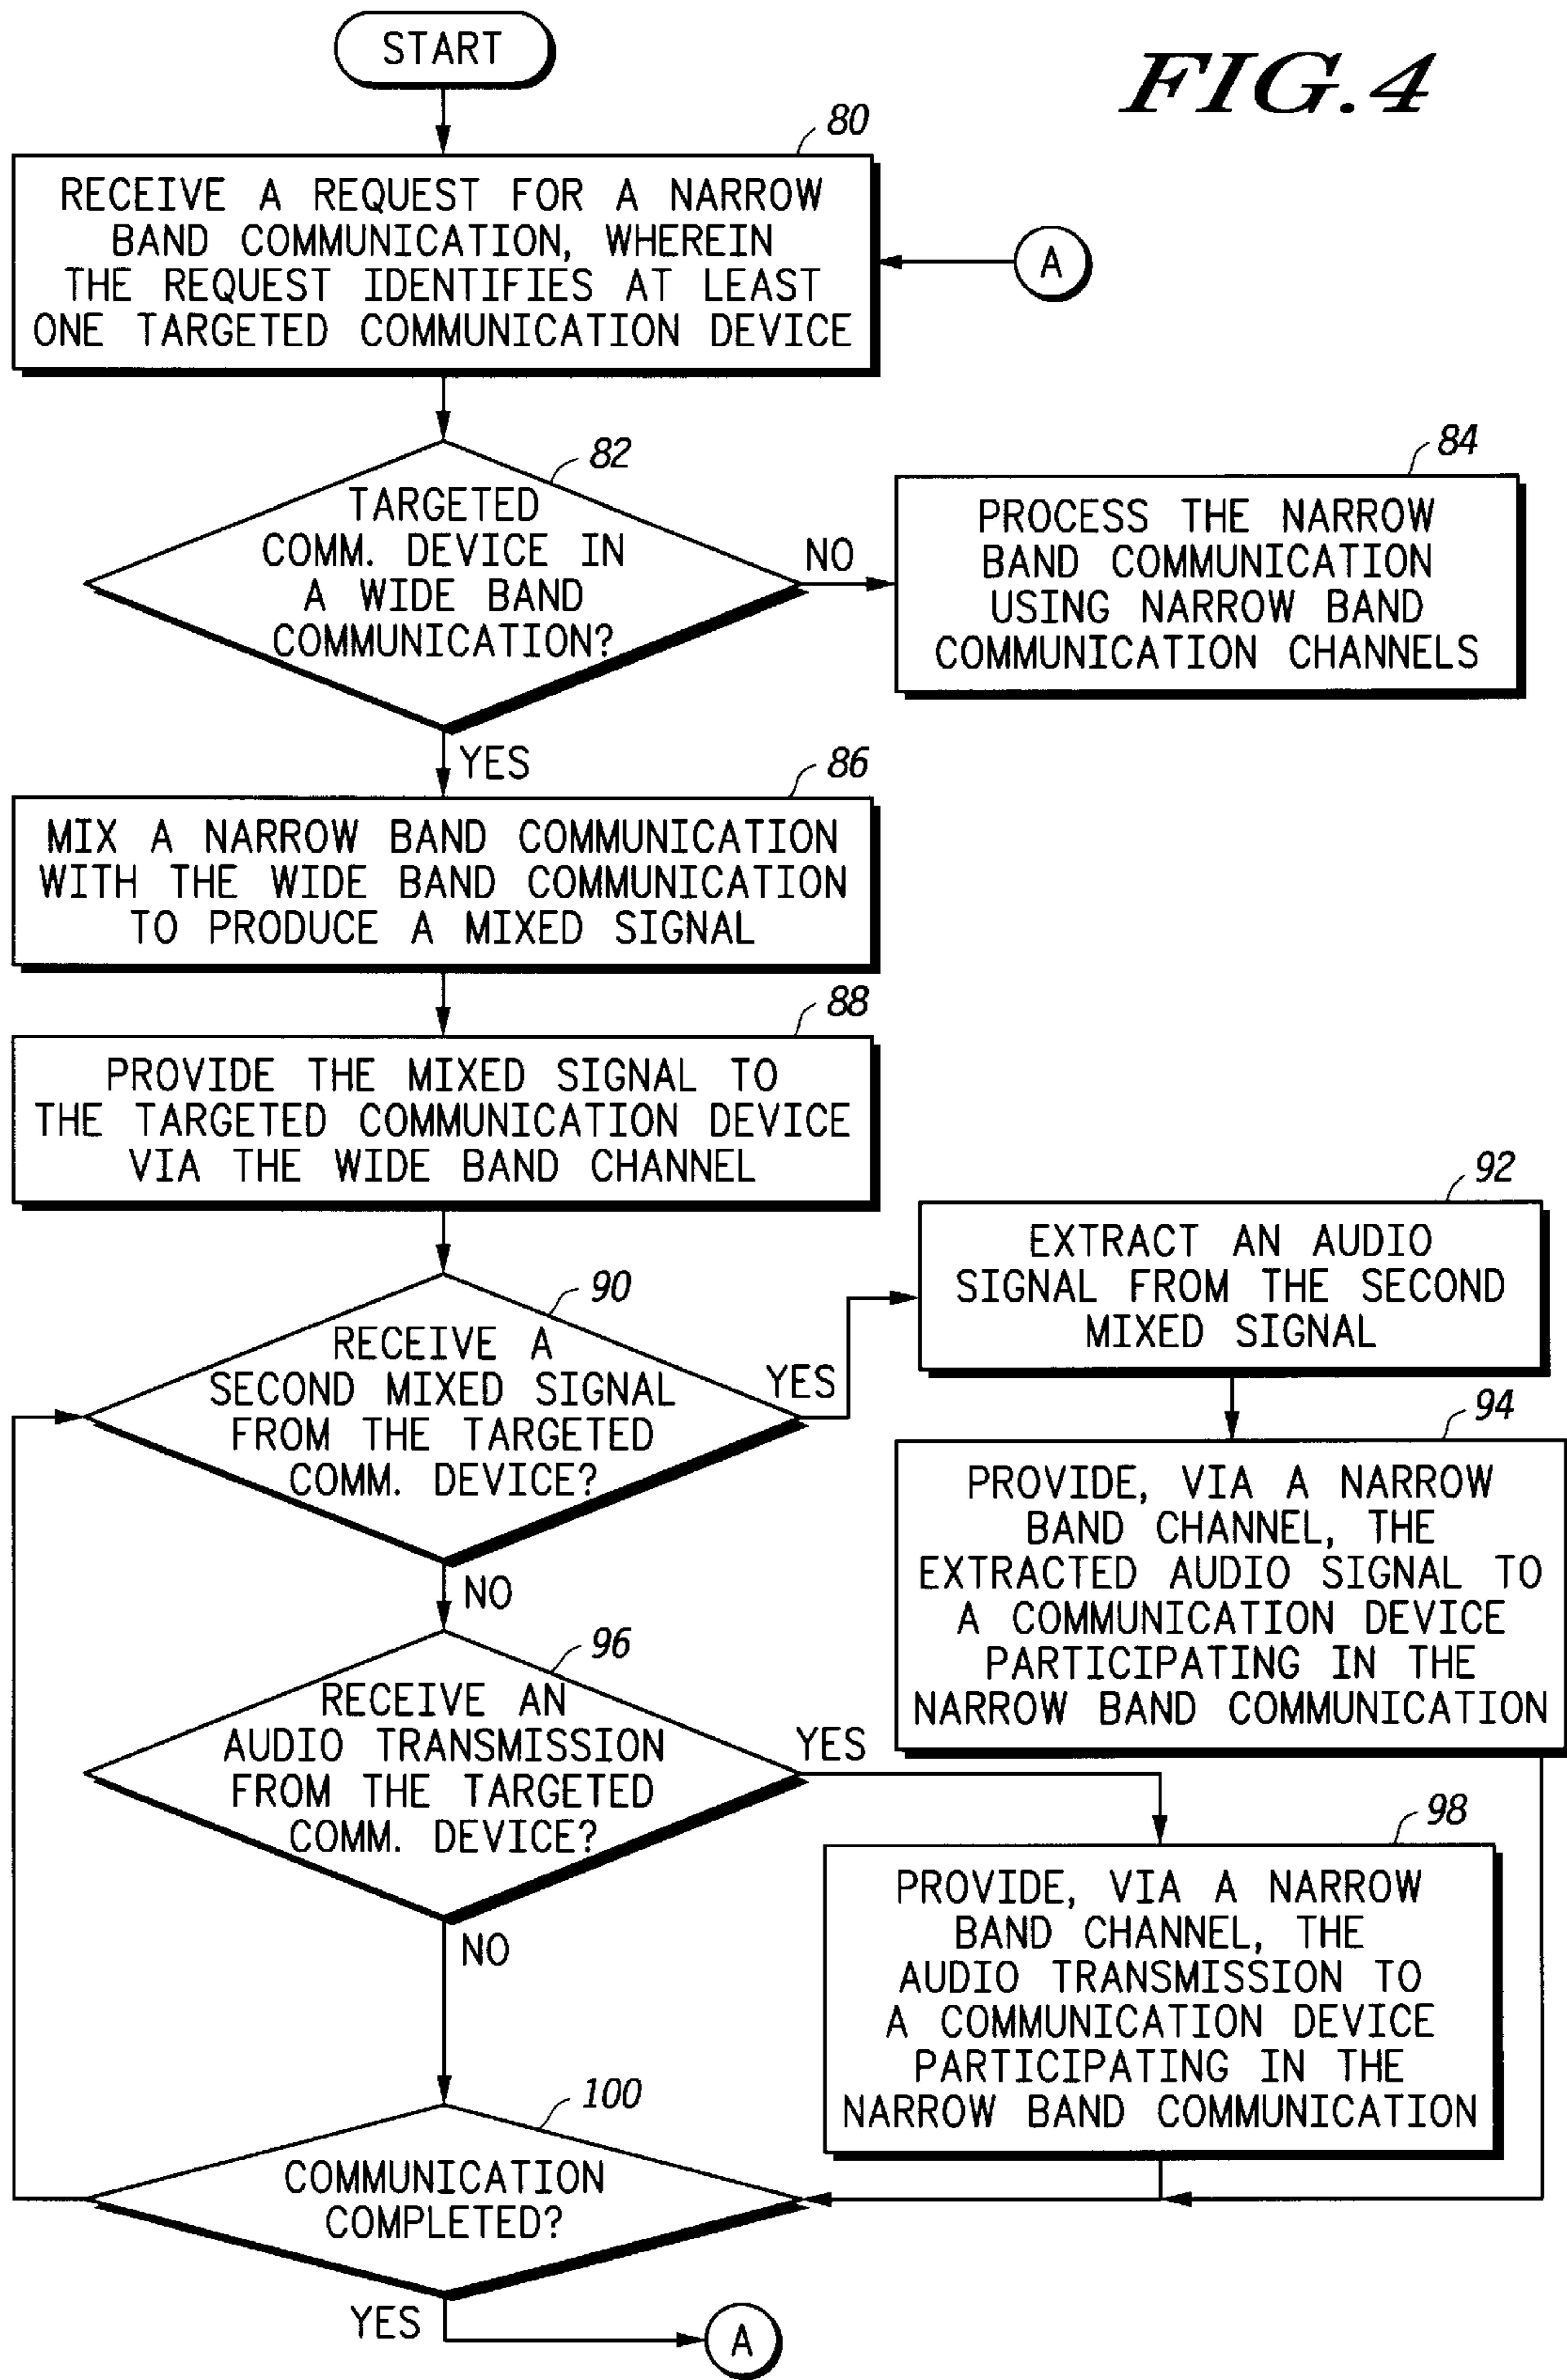 START
FIG.4
80
RECEIVE A REQUEST FOR A NARROW
BAND COMMUNICATION, WHEREIN
THE REQUEST IDENTIFIES AT LEAST
ONE TARGETED COMMUNICATION DEVICE
A
82
TARGETED
COMM. DEVICE IN
A WIDE BAND
COMMUNICATION?
NO
84
PROCESS THE NARROW
BAND COMMUNICATION
USING NARROW BAND
COMMUNICATION CHANNELS
YES
86
MIX A NARROW BAND COMMUNICATION
WITH THE WIDE BAND COMMUNICATION
TO PRODUCE A MIXED SIGNAL
88
PROVIDE THE MIXED SIGNAL TO
THE TARGETED COMMUNICATION DEVICE
VIA THE WIDE BAND CHANNEL
90
RECEIVE A
SECOND MIXED SIGNAL
FROM THE TARGETED
COMM. DEVICE?
YES
92
EXTRACT AN AUDIO
SIGNAL FROM THE SECOND
MIXED SIGNAL
94
PROVIDE, VIA A NARROW
BAND CHANNEL, THE
EXTRACTED AUDIO SIGNAL TO
A COMMUNICATION DEVICE
PARTICIPATING IN THE
NARROW BAND COMMUNICATION
NO
96
RECEIVE AN
AUDIO TRANSMISSION
FROM THE TARGETED
COMM. DEVICE?
YES
98
PROVIDE, VIA A NARROW
BAND CHANNEL, THE
AUDIO TRANSMISSION TO
A COMMUNICATION DEVICE
PARTICIPATING IN THE
NARROW BAND COMMUNICATION
NO
100
COMMUNICATION
COMPLETED?
YES
A